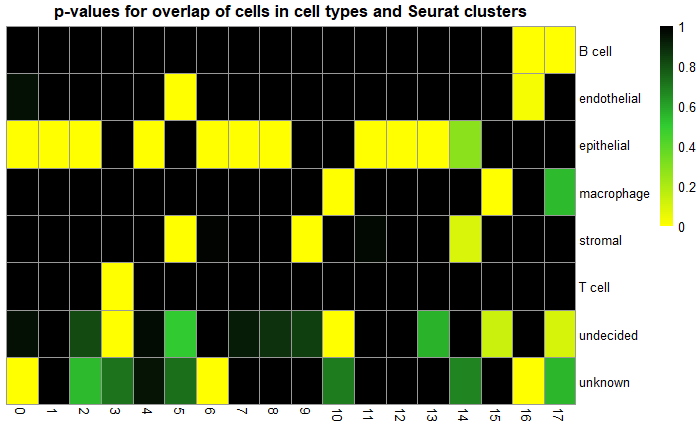 p-values for overlap of cells in cell types and Seurat clusters
1
B cell
0.8
endothelial
0.6
epithelial
0.4
macrophage
0.2
stromal
0
T cell
undecided
unknown
0 1 2 3 4 5 6 7 8 9 10 11 12 13 14 15 16 17